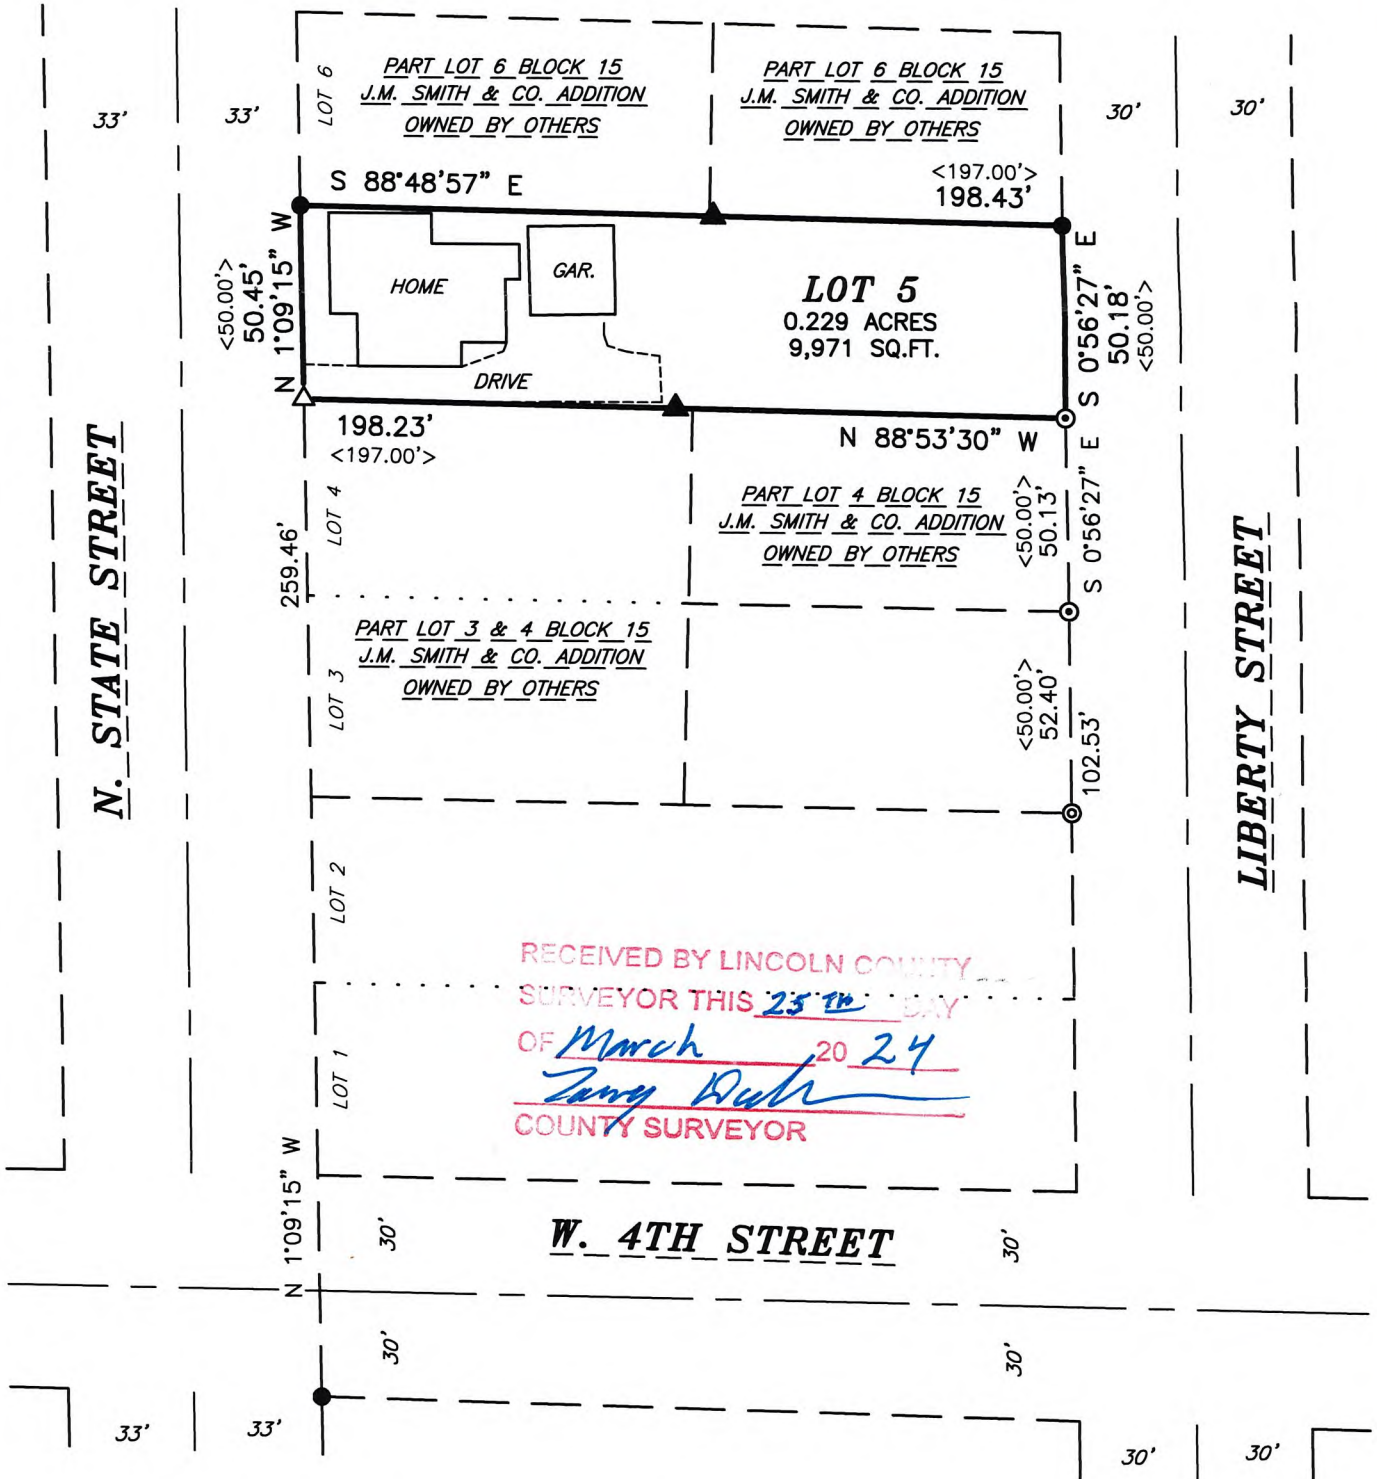 33'
33'
30'
30'
LOT 6
PART LOT 6 BLOCK 15
J.M. SMITH & CO. ADDITION
OWNED BY OTHERS
PART LOT 6 BLOCK 15
J.M. SMITH & CO. ADDITION
OWNED BY OTHERS
S 88°48'57" E
<197.00'>
198.43'
<50.00'>
50.45'
N 1°09'15" W
HOME
GAR.
DRIVE
LOT 5
0.229 ACRES
9,971 SQ.FT.
S 0°56'27" E
50.18'
<50.00'>
198.23'
<197.00'>
N 88°53'30" W
N. STATE STREET
LIBERTY STREET
259.46'
LOT 4
PART LOT 4 BLOCK 15
J.M. SMITH & CO. ADDITION
OWNED BY OTHERS
<50.00'>
50.13'
S 0°56'27" E
PART LOT 3 & 4 BLOCK 15
J.M. SMITH & CO. ADDITION
OWNED BY OTHERS
LOT 3
<50.00'>
52.40'
102.53'
LOT 2
RECEIVED BY LINCOLN COUNTY
SURVEYOR THIS 25TH DAY
OF March 20 24
COUNTY SURVEYOR
LOT 1
N 1°09'15" W
30'
W. 4TH STREET
30'
30'
30'
33'
33'
30'
30'